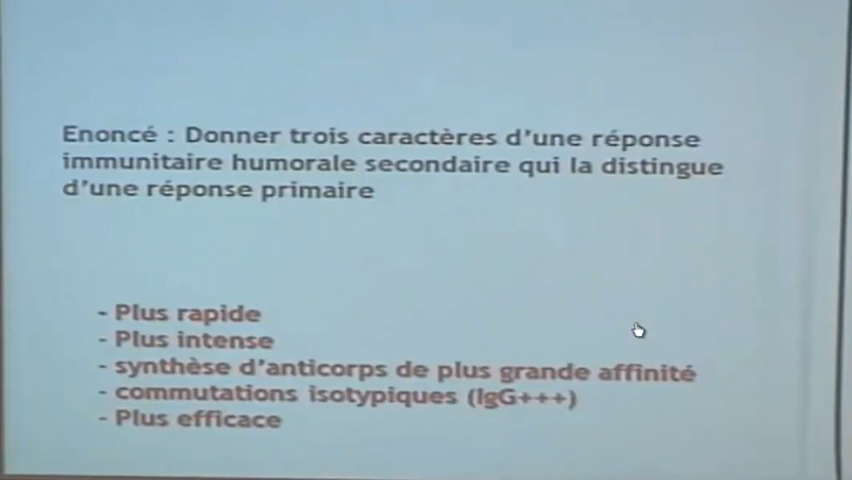 Enoncé : Donner trois caractères d'une réponse
immunitaire humorale secondaire qui la distingue
d'une réponse primaire
- Plus rapide
- Plus intense
- synthèse d'anticorps de plus grande affinité
- commutations isotypiques (IgG+++)
- Plus efficace